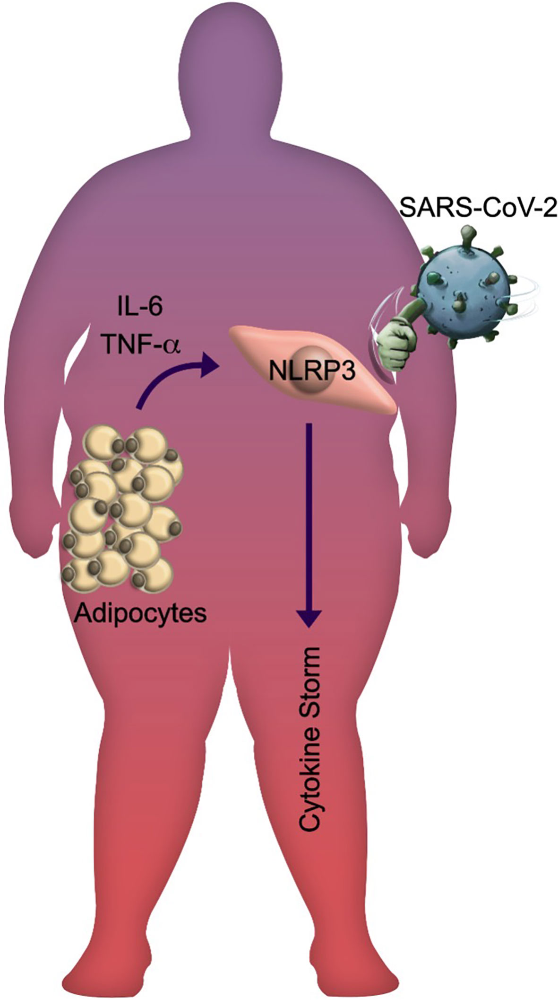 SARS-CoV-2
IL-6
TNF-α
NLRP3
Adipocytes
Cytokine Storm